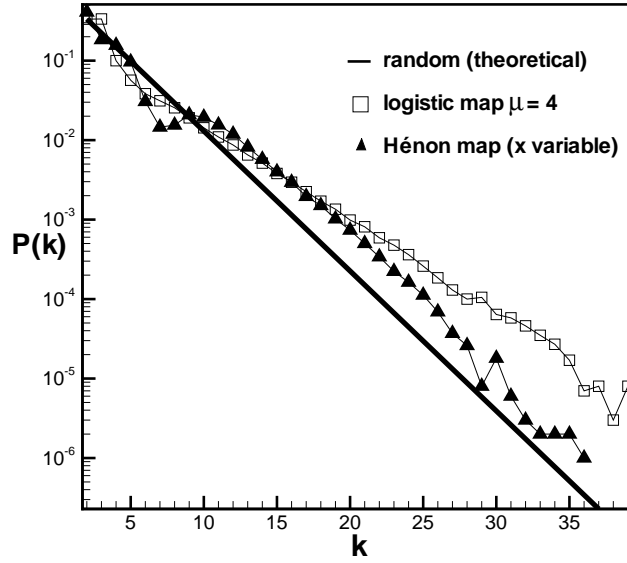 10^-1
10^-2
10^-3
10^-4
10^-5
10^-6
P(k)
random (theoretical)
logistic map μ = 4
Hénon map (x variable)
5 10 15 20 25 30 35
k